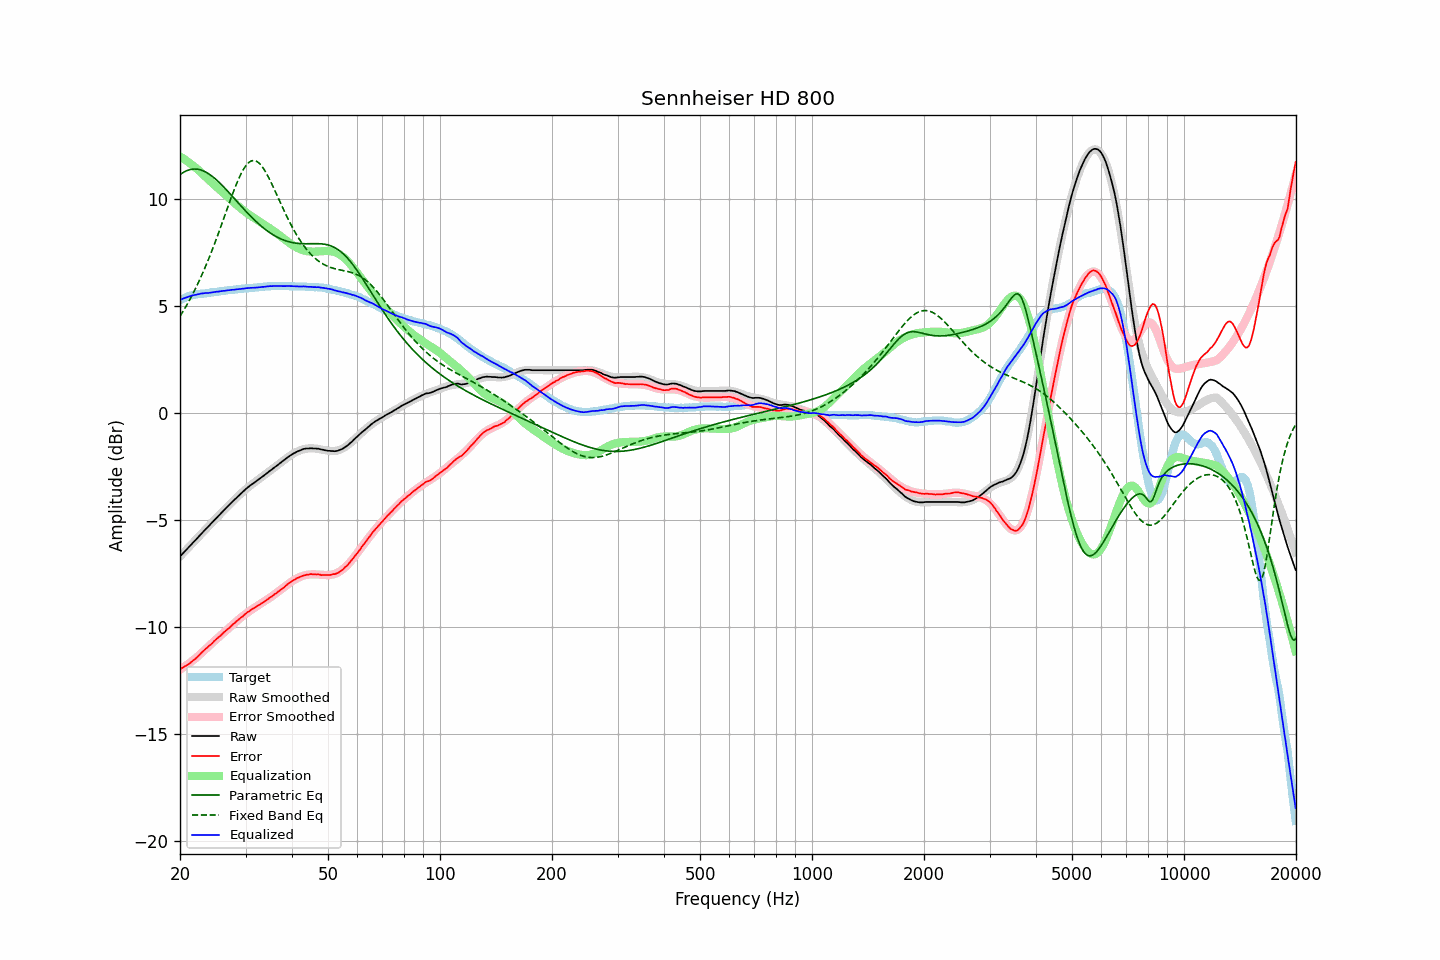 Sennheiser HD 800
Amplitude (dBr)
10
5
0
−5
−10
−15
−20
Target
Raw Smoothed
Error Smoothed
Raw
Error
Equalization
Parametric Eq
Fixed Band Eq
Equalized
20 50 100 200 500 1000 2000 5000 10000 20000
Frequency (Hz)